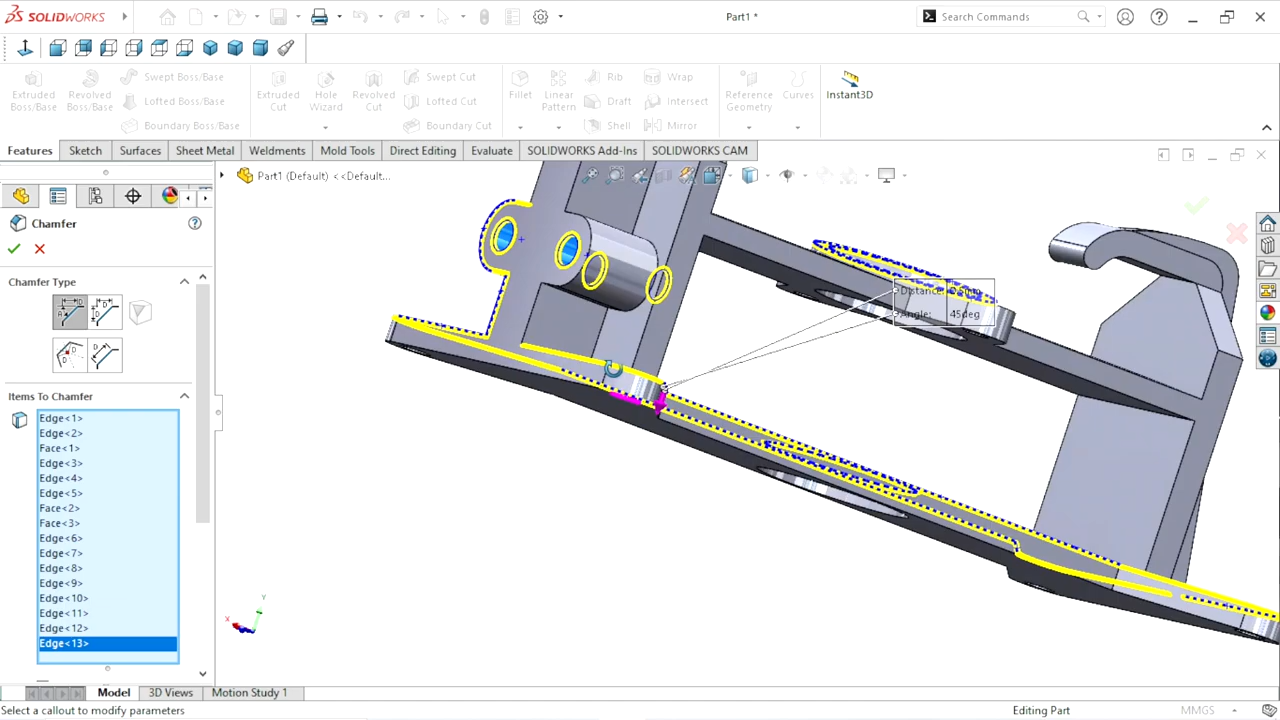 SOLIDWORKS
Part1 *
Search Commands
Extruded Boss/Base
Revolved Boss/Base
Swept Boss/Base
Lofted Boss/Base
Boundary Boss/Base
Extruded Cut
Hole Wizard
Revolved Cut
Swept Cut
Lofted Cut
Boundary Cut
Fillet
Linear Pattern
Rib
Draft
Shell
Wrap
Intersect
Mirror
Reference Geometry
Curves
Instant3D
Features
Sketch
Surfaces
Sheet Metal
Weldments
Mold Tools
Direct Editing
Evaluate
SOLIDWORKS Add-Ins
SOLIDWORKS CAM
Part1 (Default) <<Default...
Chamfer
Chamfer Type
Items To Chamfer
Edge<1>
Edge<2>
Face<1>
Edge<3>
Edge<4>
Edge<5>
Face<2>
Face<3>
Edge<6>
Edge<7>
Edge<8>
Edge<9>
Edge<10>
Edge<11>
Edge<12>
Edge<13>
Distance:
Angle: 45deg
Y
X
Model
3D Views
Motion Study 1
Select a callout to modify parameters
Editing Part
MMGS